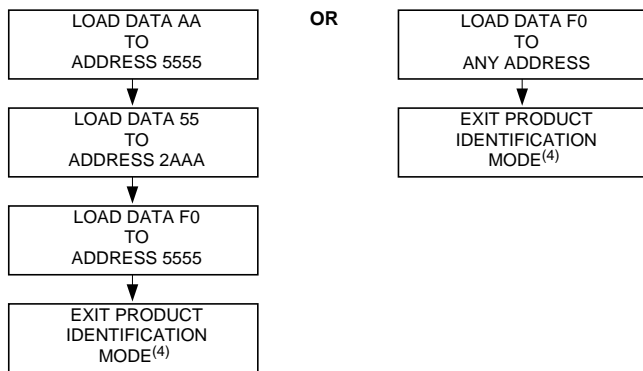 LOAD DATA AA
TO
ADDRESS 5555
LOAD DATA 55
TO
ADDRESS 2AAA
LOAD DATA F0
TO
ADDRESS 5555
EXIT PRODUCT
IDENTIFICATION
MODE(4)
OR
LOAD DATA F0
TO
ANY ADDRESS
EXIT PRODUCT
IDENTIFICATION
MODE(4)